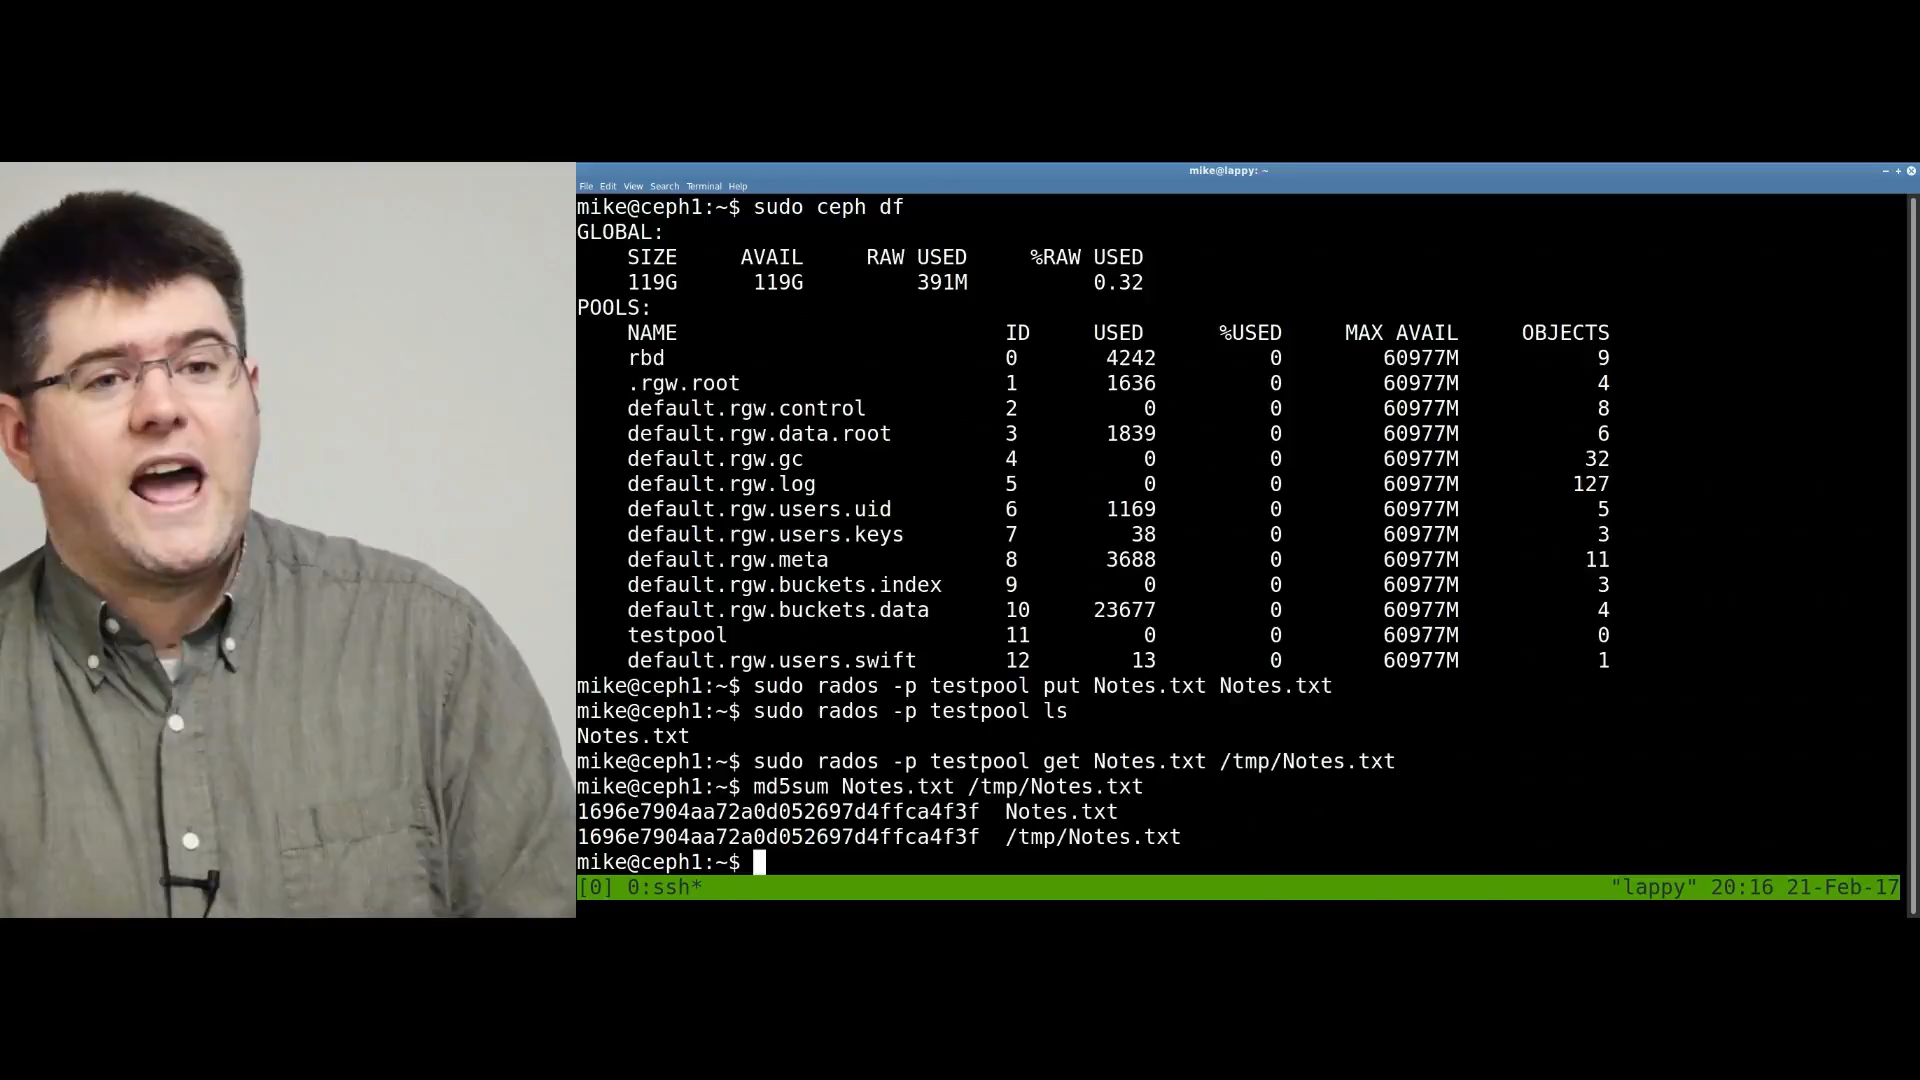 mike@lappy: ~
File Edit View Search Terminal Help
mike@ceph1:~$ sudo ceph df
GLOBAL:
SIZE AVAIL RAW USED %RAW USED
119G 119G 391M 0.32
POOLS:
NAME ID USED %USED MAX AVAIL OBJECTS
rbd 0 4242 0 60977M 9
.rgw.root 1 1636 0 60977M 4
default.rgw.control 2 0 0 60977M 8
default.rgw.data.root 3 1839 0 60977M 6
default.rgw.gc 4 0 0 60977M 32
default.rgw.log 5 0 0 60977M 127
default.rgw.users.uid 6 1169 0 60977M 5
default.rgw.users.keys 7 38 0 60977M 3
default.rgw.meta 8 3688 0 60977M 11
default.rgw.buckets.index 9 0 0 60977M 3
default.rgw.buckets.data 10 23677 0 60977M 4
testpool 11 0 0 60977M 0
default.rgw.users.swift 12 13 0 60977M 1
mike@ceph1:~$ sudo rados -p testpool put Notes.txt Notes.txt
mike@ceph1:~$ sudo rados -p testpool ls
Notes.txt
mike@ceph1:~$ sudo rados -p testpool get Notes.txt /tmp/Notes.txt
mike@ceph1:~$ md5sum Notes.txt /tmp/Notes.txt
1696e7904aa72a0d052697d4ffca4f3f Notes.txt
1696e7904aa72a0d052697d4ffca4f3f /tmp/Notes.txt
mike@ceph1:~$
[0] 0:ssh* "lappy" 20:16 21-Feb-17